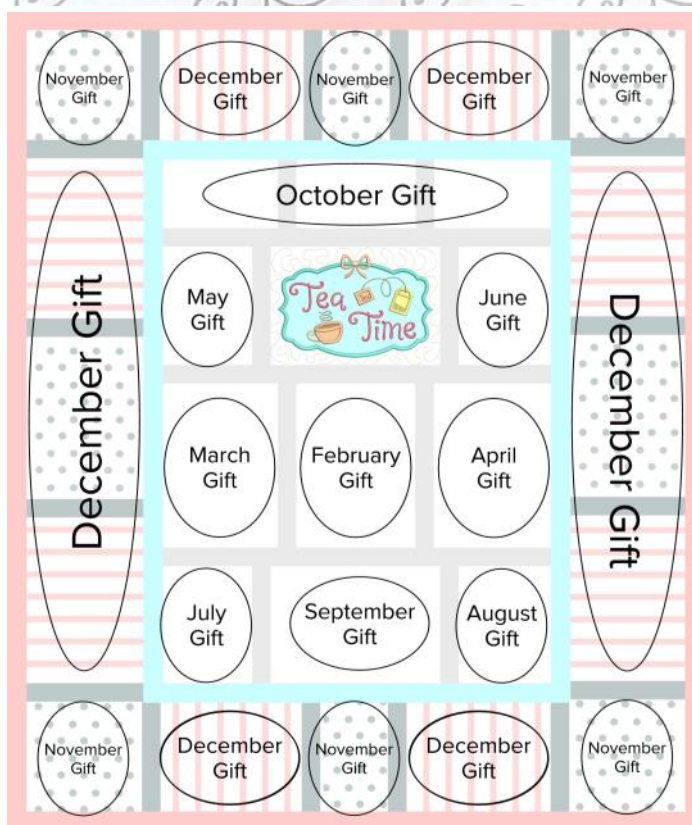 November
Gift
December
Gift
November
Gift
December
Gift
November
Gift
October Gift
May
Gift
Tea
Time
June
Gift
December Gift
December Gift
March
Gift
February
Gift
April
Gift
July
Gift
September
Gift
August
Gift
November
Gift
December
Gift
November
Gift
December
Gift
November
Gift